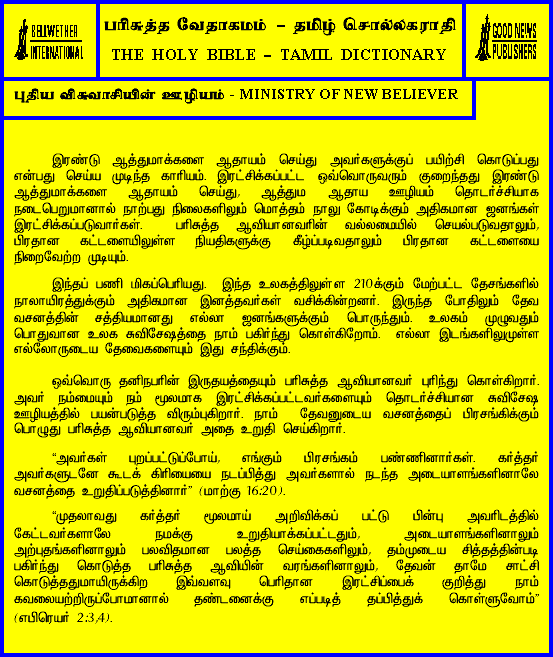 BELLWETHER
INTERNATIONAL
பரிசுத்த வேதாகமம் – தமிழ் சொல்லகராதி
THE HOLY BIBLE – TAMIL DICTIONARY
GOOD NEWS
PUBLISHERS
புதிய விசுவாசியின் ஊழியம் - MINISTRY OF NEW BELIEVER
இரண்டு ஆத்துமாக்களை ஆதாயம் செய்து அவர்களுக்குப் பயிற்சி கொடுப்பது
என்பது செய்ய முடிந்த காரியம். இரட்சிக்கப்பட்ட ஒவ்வொருவரும் குறைந்தது இரண்டு
ஆத்துமாக்களை ஆதாயம் செய்து, ஆத்தும ஆதாய ஊழியம் தொடர்ச்சியாக
நடைபெறுமானால் நாற்பது நிலைகளிலும் மொத்தம் நாலு கோடிக்கும் அதிகமான ஜனங்கள்
இரட்சிக்கப்படுவார்கள். பரிசுத்த ஆவியானவரின் வல்லமையில் செயல்படுவதாலும்,
பிரதான கட்டளையிலுள்ள நியதிகளுக்கு கீழ்ப்படிவதாலும் பிரதான கட்டளையை
நிறைவேற்ற முடியும்.
இந்தப் பணி மிகப்பெரியது. இந்த உலகத்திலுள்ள 210க்கும் மேற்பட்ட தேசங்களில்
நாலாயிரத்துக்கும் அதிகமான இனத்தவர்கள் வசிக்கின்றனர். இருந்த போதிலும் தேவ
வசனத்தின் சத்தியமானது எல்லா ஜனங்களுக்கும் பொருந்தும். உலகம் முழுவதும்
பொதுவான உலக சுவிசேஷத்தை நாம் பகிர்ந்து கொள்கிறோம். எல்லா இடங்களிலுமுள்ள
எல்லோருடைய தேவைகளையும் இது சந்திக்கும்.
ஒவ்வொரு தனிநபரின் இருதயத்தையும் பரிசுத்த ஆவியானவர் புரிந்து கொள்கிறார்.
அவர் நம்மையும் நம் மூலமாக இரட்சிக்கப்பட்டவர்களையும் தொடர்ச்சியான சுவிசேஷ
ஊழியத்தில் பயன்படுத்த விரும்புகிறார். நாம் தேவனுடைய வசனத்தைப் பிரசங்கிக்கும்
பொழுது பரிசுத்த ஆவியானவர் அதை உறுதி செய்கிறார்.
“அவர்கள் புறப்பட்டுப்போய், எங்கும் பிரசங்கம் பண்ணினார்கள். கர்த்தர்
அவர்களுடனே கூடக் கிரியையை நடப்பித்து அவர்களால் நடந்த அடையாளங்களினாலே
வசனத்தை உறுதிப்படுத்தினார்” (மாற்கு 16:20).
“முதலாவது கர்த்தர் மூலமாய் அறிவிக்கப் பட்டு பின்பு அவரிடத்தில்
கேட்டவர்களாலே நமக்கு உறுதியாக்கப்பட்டதும், அடையாளங்களினாலும்
அற்புதங்களினாலும் பலவிதமான பலத்த செய்கைகளிலும், தம்முடைய சித்தத்தின்படி
பகிர்ந்து கொடுத்த பரிசுத்த ஆவியின் வரங்களினாலும், தேவன் தாமே சாட்சி
கொடுத்ததுமாயிருக்கிற இவ்வளவு பெரிதான இரட்சிப்பைக் குறித்து நாம்
கவலையற்றிருப்போமானால் தண்டனைக்கு எப்படித் தப்பித்துக் கொள்ளுவோம்”
(எபிரெயர் 2:3,4).